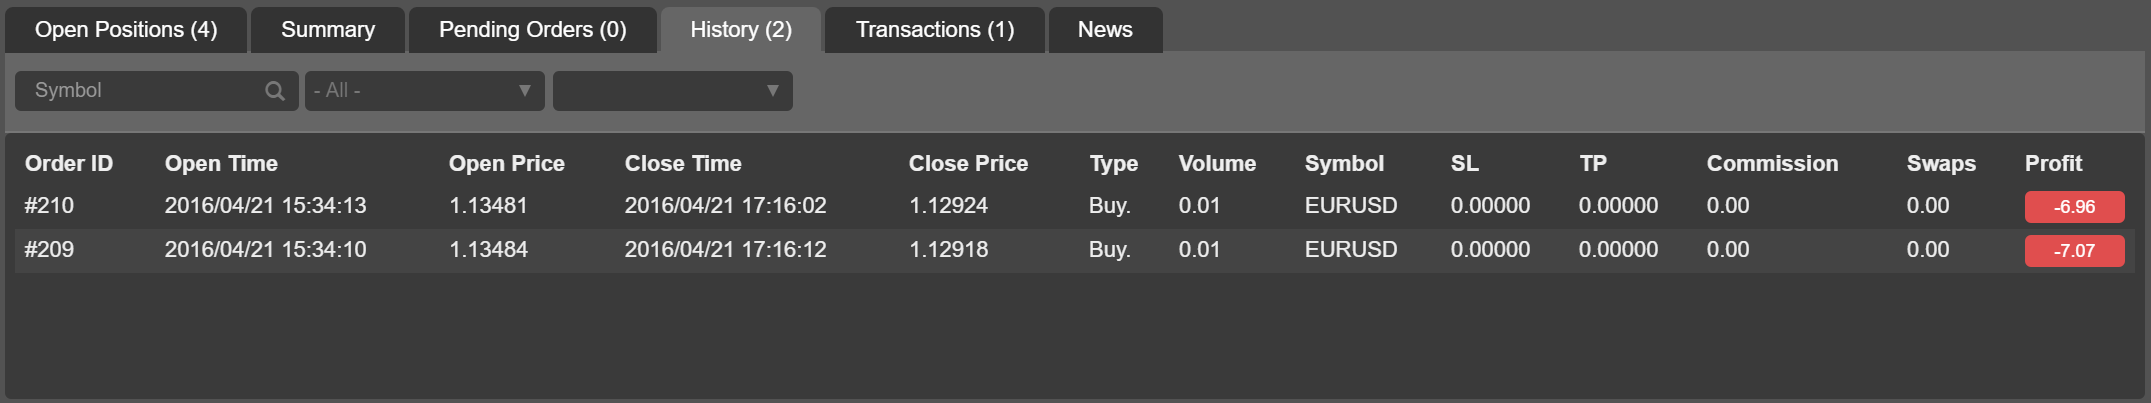 Open Positions (4) Summary Pending Orders (0) History (2) Transactions (1) News
Symbol - All -
Order ID Open Time Open Price Close Time Close Price Type Volume Symbol SL TP Commission Swaps Profit
#210 2016/04/21 15:34:13 1.13481 2016/04/21 17:16:02 1.12924 Buy. 0.01 EURUSD 0.00000 0.00000 0.00 0.00 -6.96
#209 2016/04/21 15:34:10 1.13484 2016/04/21 17:16:12 1.12918 Buy. 0.01 EURUSD 0.00000 0.00000 0.00 0.00 -7.07